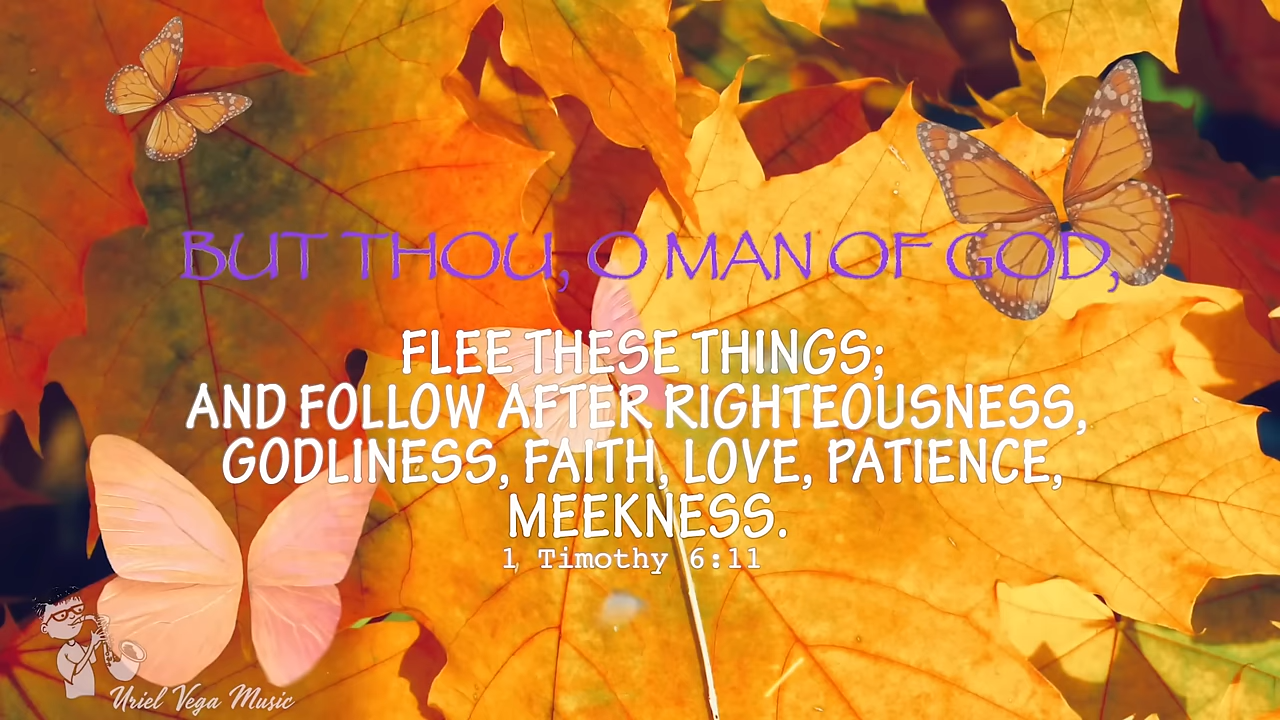 BUT THOU, O MAN OF GOD,
FLEE THESE THINGS;
AND FOLLOW AFTER RIGHTEOUSNESS,
GODLINESS, FAITH, LOVE, PATIENCE,
MEEKNESS.
1 Timothy 6:11
Uriel Vega Music